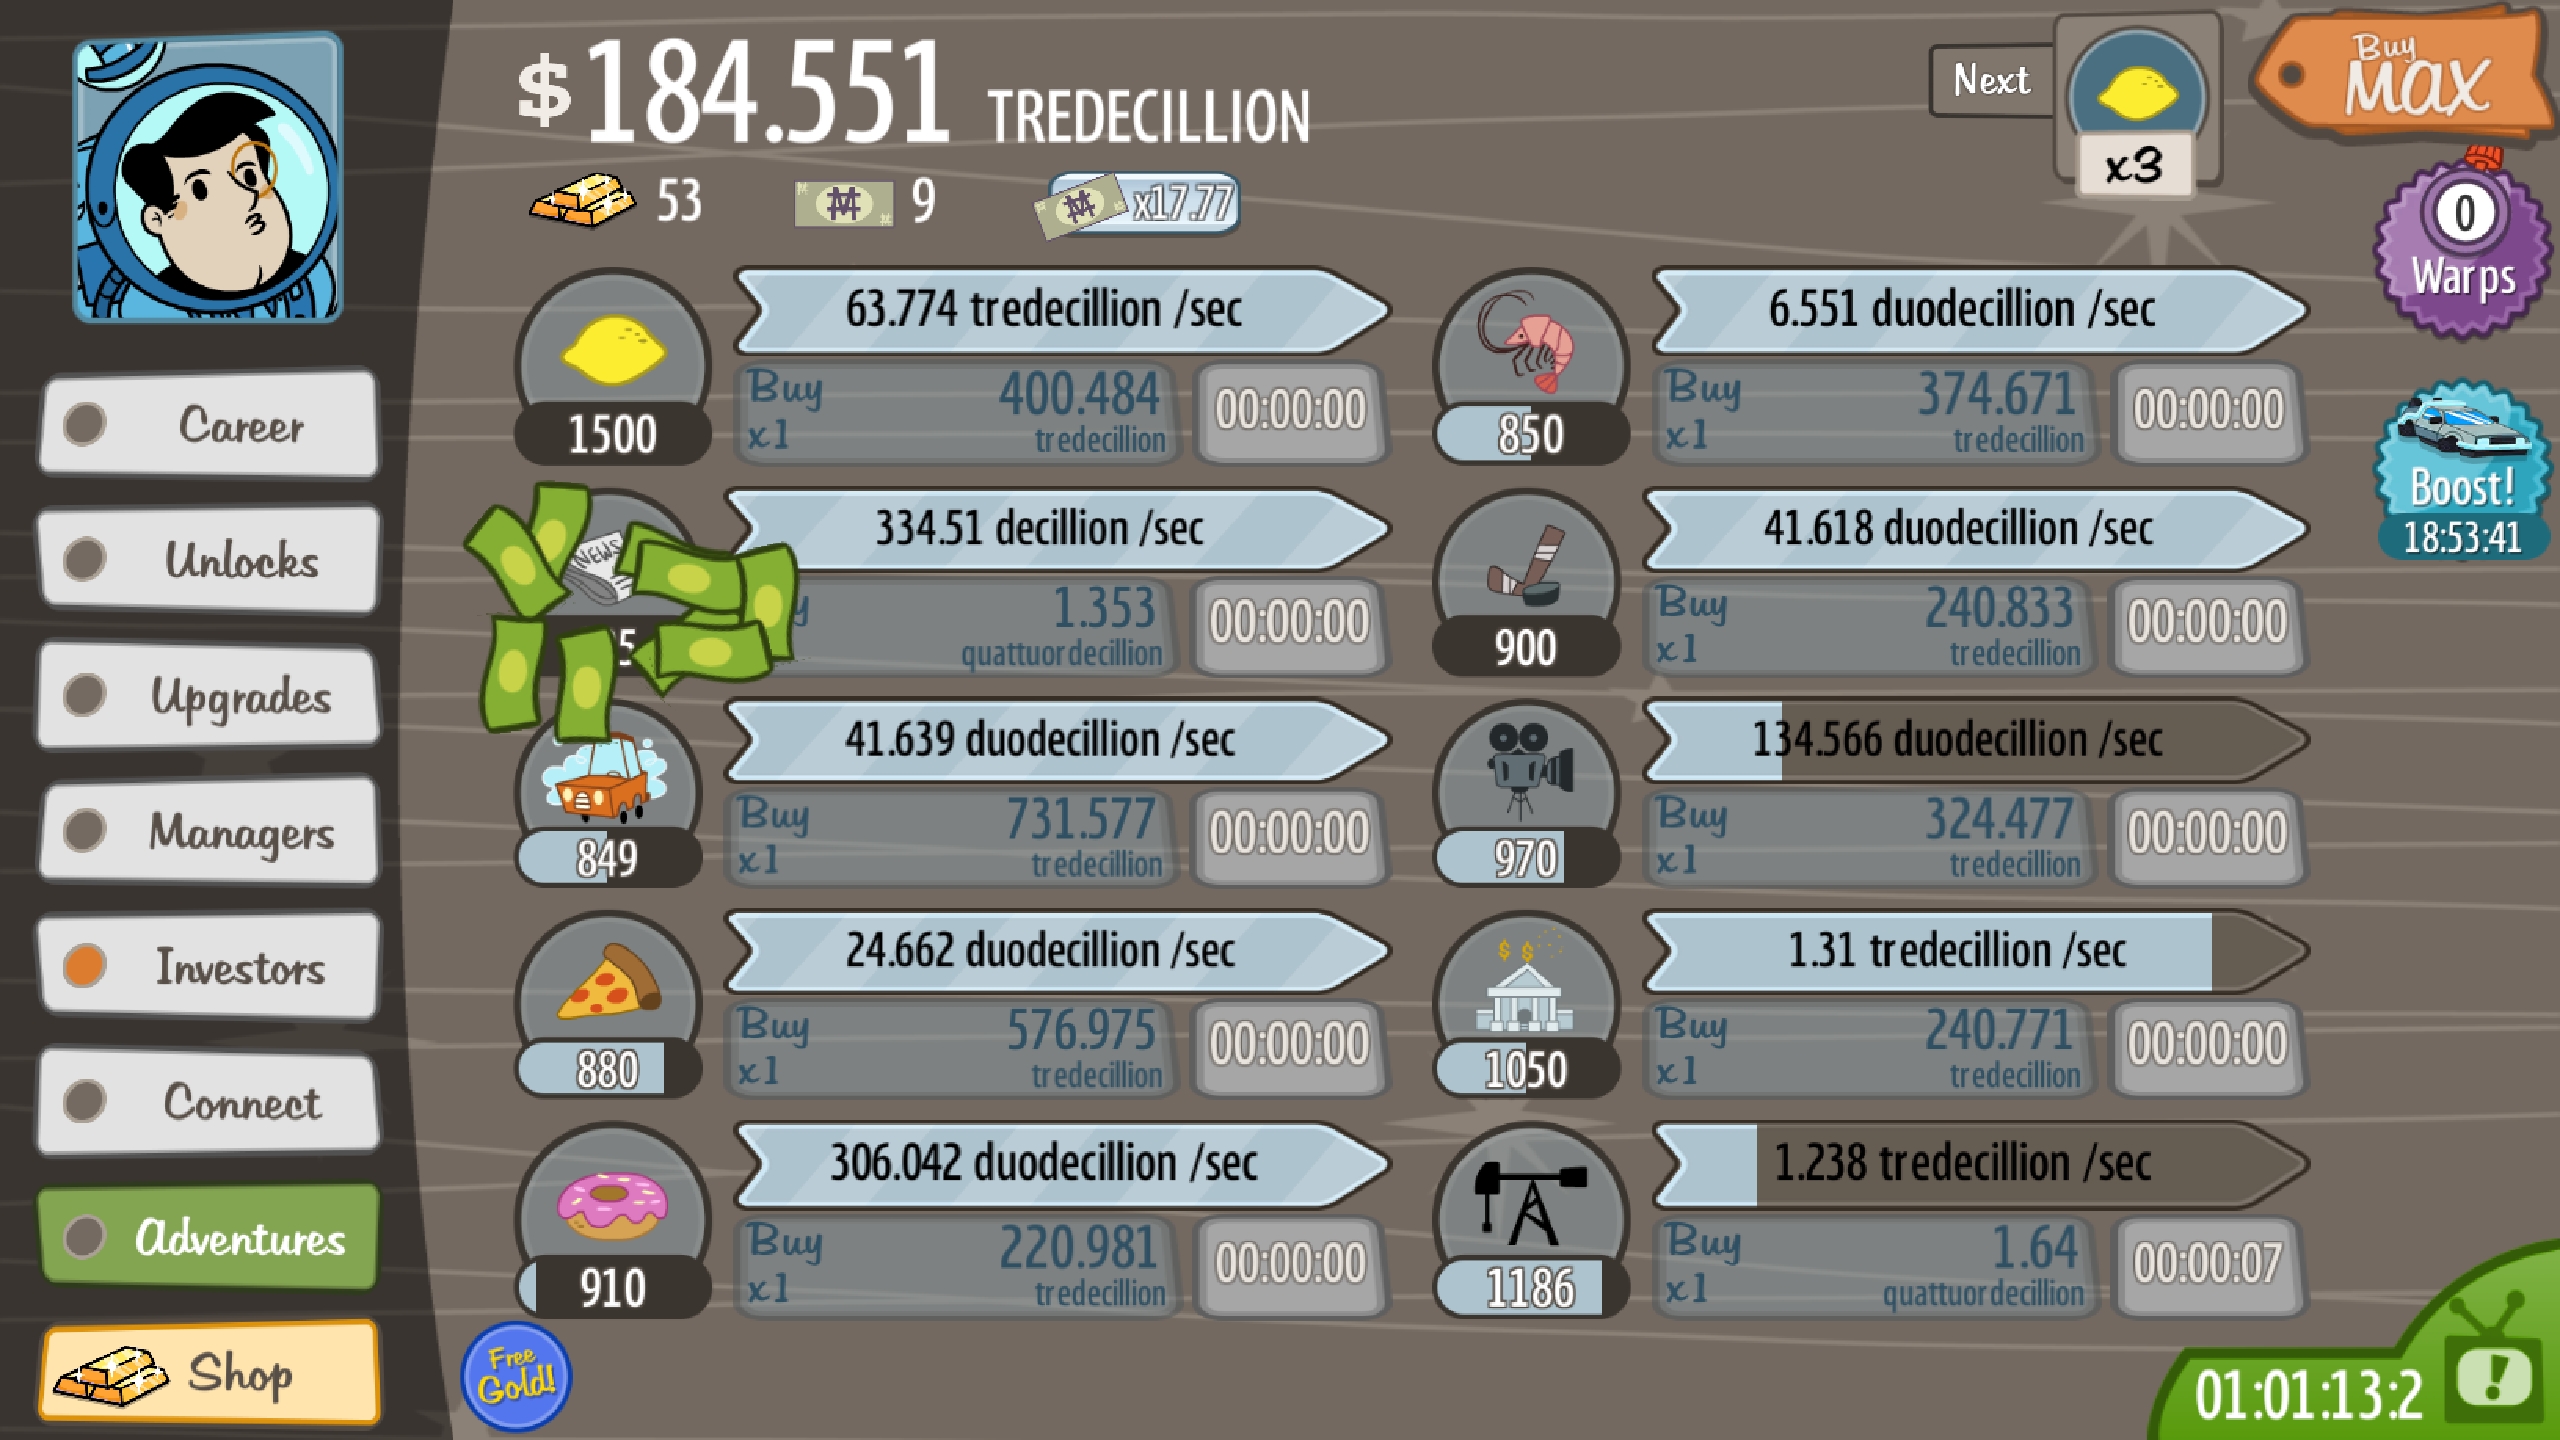 $184.551 TREDECILLION
53 9 x17.77
Next
x3
Buy
MAX
0
Warps
Boost!
18:53:41
Career
Unlocks
Upgrades
Managers
Investors
Connect
Adventures
Shop
63.774 tredecillion /sec
1500
Buy 400.484
x1 tredecillion
00:00:00
6.551 duodecillion /sec
850
Buy 374.671
x1 tredecillion
00:00:00
NEWS
334.51 decillion /sec
1.353
quattuordecillion
00:00:00
41.618 duodecillion /sec
900
Buy 240.833
x1 tredecillion
00:00:00
41.639 duodecillion /sec
849
Buy 731.577
x1 tredecillion
00:00:00
134.566 duodecillion /sec
970
Buy 324.477
x1 tredecillion
00:00:00
24.662 duodecillion /sec
880
Buy 576.975
x1 tredecillion
00:00:00
$ $
1.31 tredecillion /sec
1050
Buy 240.771
x1 tredecillion
00:00:00
306.042 duodecillion /sec
910
Buy 220.981
x1 tredecillion
00:00:00
1.238 tredecillion /sec
1186
Buy 1.64
x1 quattuordecillion
00:00:07
Free
Gold!
01:01:13:2
!